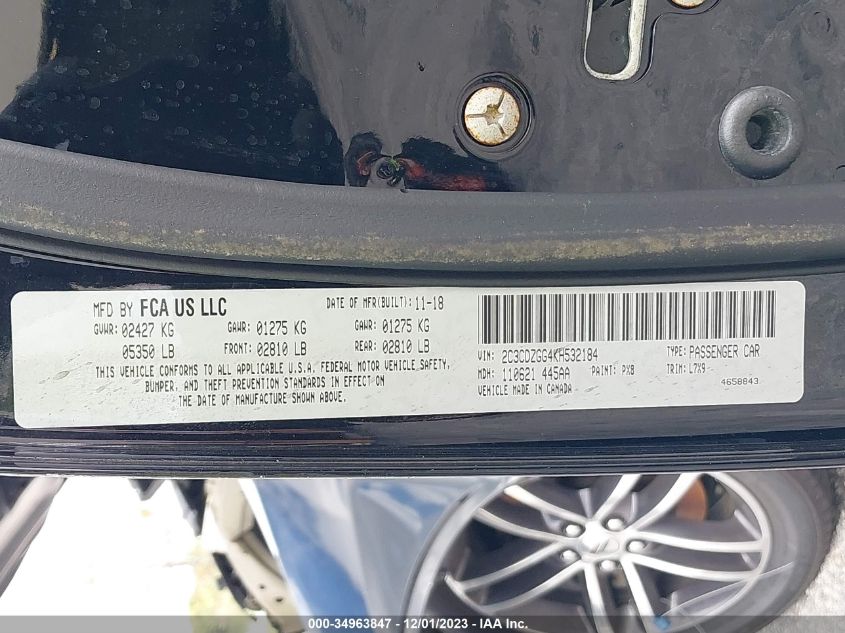 MFD BY FCA US LLC DATE OF MFR(BUILT): 11-18
GVWR: 02427 KG GAWR: 01275 KG GAWR: 01275 KG
05350 LB FRONT: 02810 LB REAR: 02810 LB
THIS VEHICLE CONFORMS TO ALL APPLICABLE U.S.A. FEDERAL MOTOR VEHICLE SAFETY,
BUMPER, AND THEFT PREVENTION STANDARDS IN EFFECT ON
THE DATE OF MANUFACTURE SHOWN ABOVE.
VIN: 2C3CDZGG4KH532184 TYPE: PASSENGER CAR
MDH: 110621 445AA PAINT: PX8 TRIM: L7X9 -
VEHICLE MADE IN CANADA 4658843
000-34963847 - 12/01/2023 - IAA Inc.